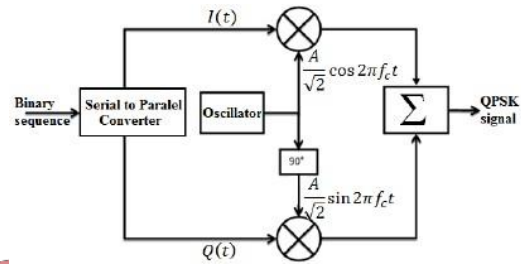 I(t)
A/√2 cos 2πf_c t
Binary
sequence
Serial to Paralel
Converter
Oscillator
Σ
QPSK
signal
90°
A/√2 sin 2πf_c t
Q(t)